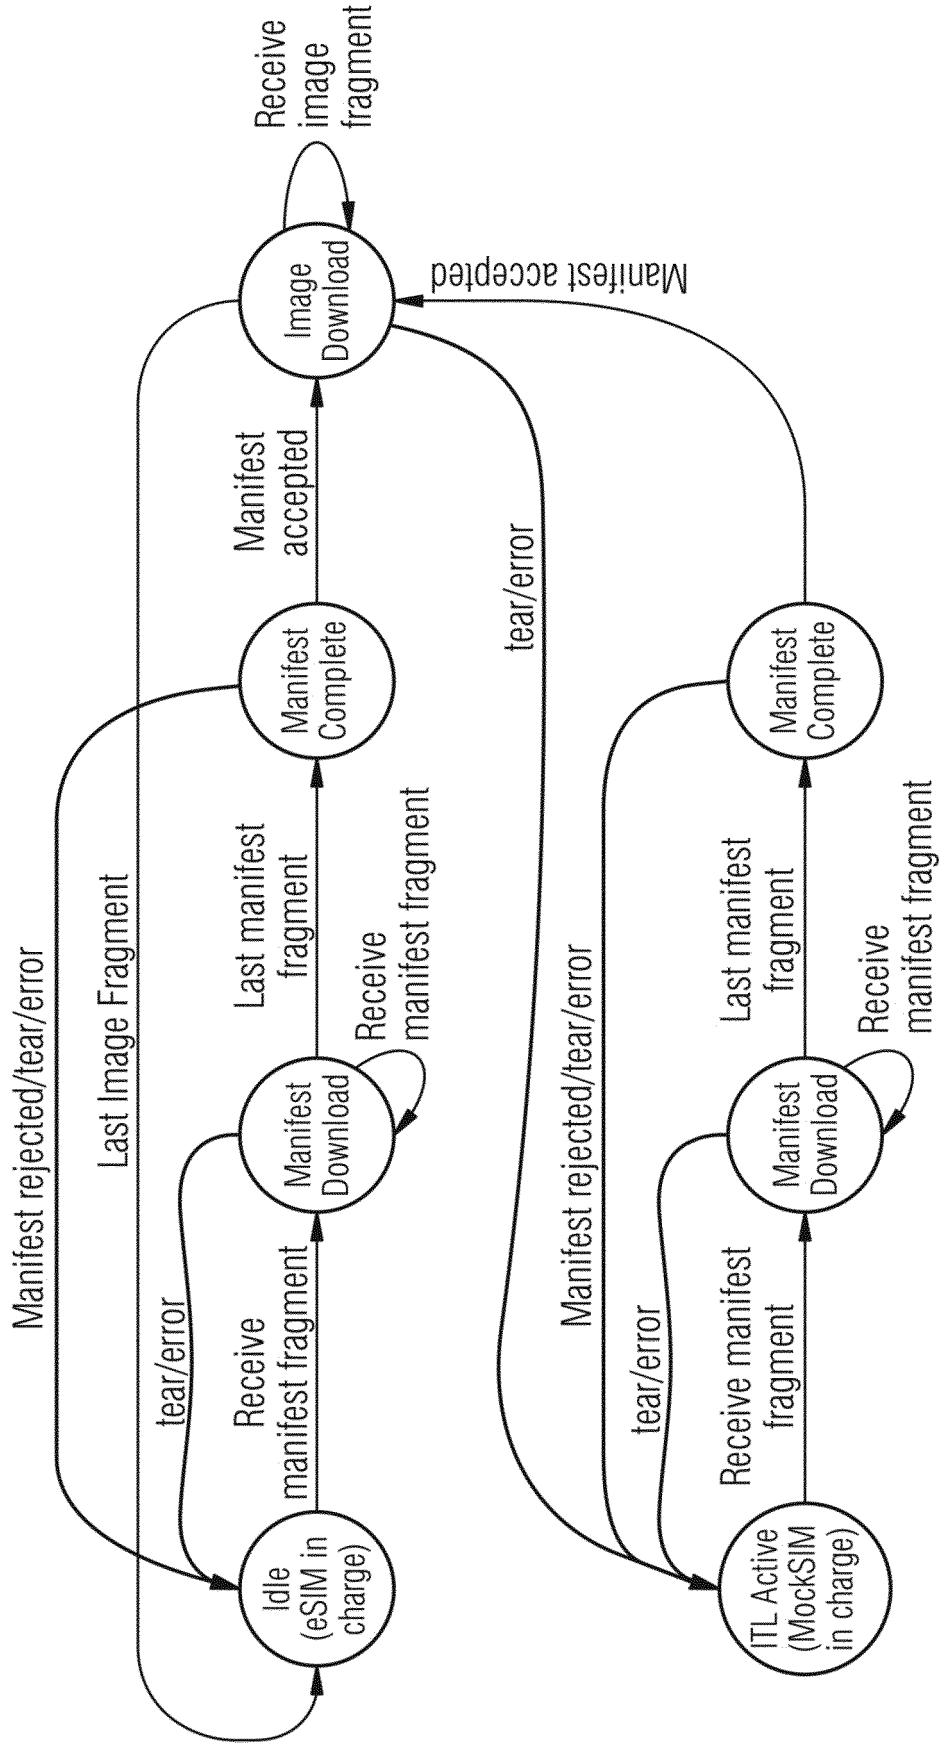 Manifest rejected/tear/error
Last Image Fragment
tear/error
Receive
manifest fragment
Last manifest
fragment
Manifest
accepted
Receive
image
fragment
Idle
(eSIM in
charge)
Manifest
Download
Manifest
Complete
Image
Download
Receive
manifest fragment
Manifest accepted
tear/error
Manifest rejected/tear/error
tear/error
Receive manifest
fragment
Last manifest
fragment
ITL Active
(MockSIM
in charge)
Manifest
Download
Manifest
Complete
Receive
manifest fragment